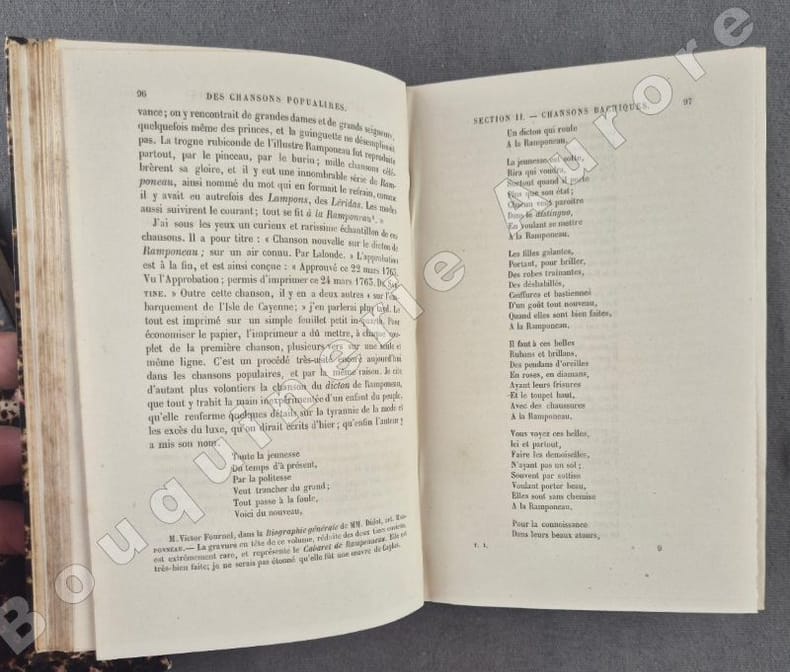 96
DES CHANSONS POPUALIRES.
vance; on y rencontrait de grandes dames et de grands seigneurs,
quelquefois même des princes, et la guinguette ne désemplissait
pas. La trogne rubiconde de l'illustre Ramponeau fut reproduite
partout, par le pinceau, par le burin; mille chansons célé-
brèrent sa gloire, et il y eut une innombrable série de Ram-
poneau, ainsi nommé du mot qui en formait le refrain, comme
il y avait eu autrefois des Lampons, des Léridas. Les modes
aussi suivirent le courant; tout se fit à la Ramponeau¹. »
J'ai sous les yeux un curieux et rarissime échantillon de ces
chansons. Il a pour titre : « Chanson nouvelle sur le dicton de
Ramponeau; sur un air connu. Par Lalonde. » L'approbation
est à la fin, et est ainsi conçue : « Approuvé ce 22 mars 1763.
Vu l'Approbation; permis d'imprimer ce 24 mars 1763. DE SAR-
TINE. » Outre cette chanson, il y en a deux autres « sur l'em-
barquement de l'Isle de Cayenne; » j'en parlerai plus tard. Le
tout est imprimé sur un simple feuillet petit in-quarto. Pour
économiser le papier, l'imprimeur a dû mettre, à chaque cou-
plet de la première chanson, plusieurs vers sur une seule et
même ligne. C'est un procédé très-usité encore aujourd'hui
dans les chansons populaires, et par la même raison. Je cite
d'autant plus volontiers la chanson du dicton de Ramponeau,
que tout y trahit la main inexpérimentée d'un enfant du peuple,
qu'elle renferme quelques détails sur la tyrannie de la mode et
les excès du luxe, qu'on dirait écrits d'hier; qu'enfin l'auteur y
a mis son nom.
Toute la jeunesse
Du temps d'à présent,
Par la politesse
Veut trancher du grand;
Tout passe à la foule,
Voici du nouveau,
M. Victor Fournel, dans la Biographie générale de MM. Didot, art. RAM-
PONNEAU.— La gravure en tête de ce volume, réduite des deux tiers environ,
est extrêmement rare, et représente le Cabaret de Ramponeau. Elle est
très-bien faite; je ne serais pas étonné qu'elle fût une œuvre de Caylus.
SECTION II. — CHANSONS BACHIQUES.
97
Un dicton qui roule
A la Ramponeau.
La jeunesse est sotte,
Rira qui voudra,
Surtout quand il porte
Plus que son état;
Chacun veut paroître
Dans le distinguo,
En voulant se mettre
A la Ramponeau.
Les filles galantes,
Portant, pour briller,
Des robes trainantes,
Des déshabillés,
Coiffures et bastiennes
D'un goût tout nouveau,
Quand elles sont bien faites,
A la Ramponeau.
Il faut à ces belles
Rubans et brillans,
Des pendans d'oreilles
En roses, en diamans,
Ayant leurs frisures
Et le toupet haut,
Avec des chaussures
A la Ramponeau.
Vous voyez ces belles,
Ici et partout,
Faire les demoiselles,
N'ayant pas un sol;
Souvent par sottise
Voulant porter beau,
Elles sont sans chemise
A la Ramponeau.
Pour la connoissance
Dans leurs beaux atours,
T. I.
9
Bouquinerie Aurore